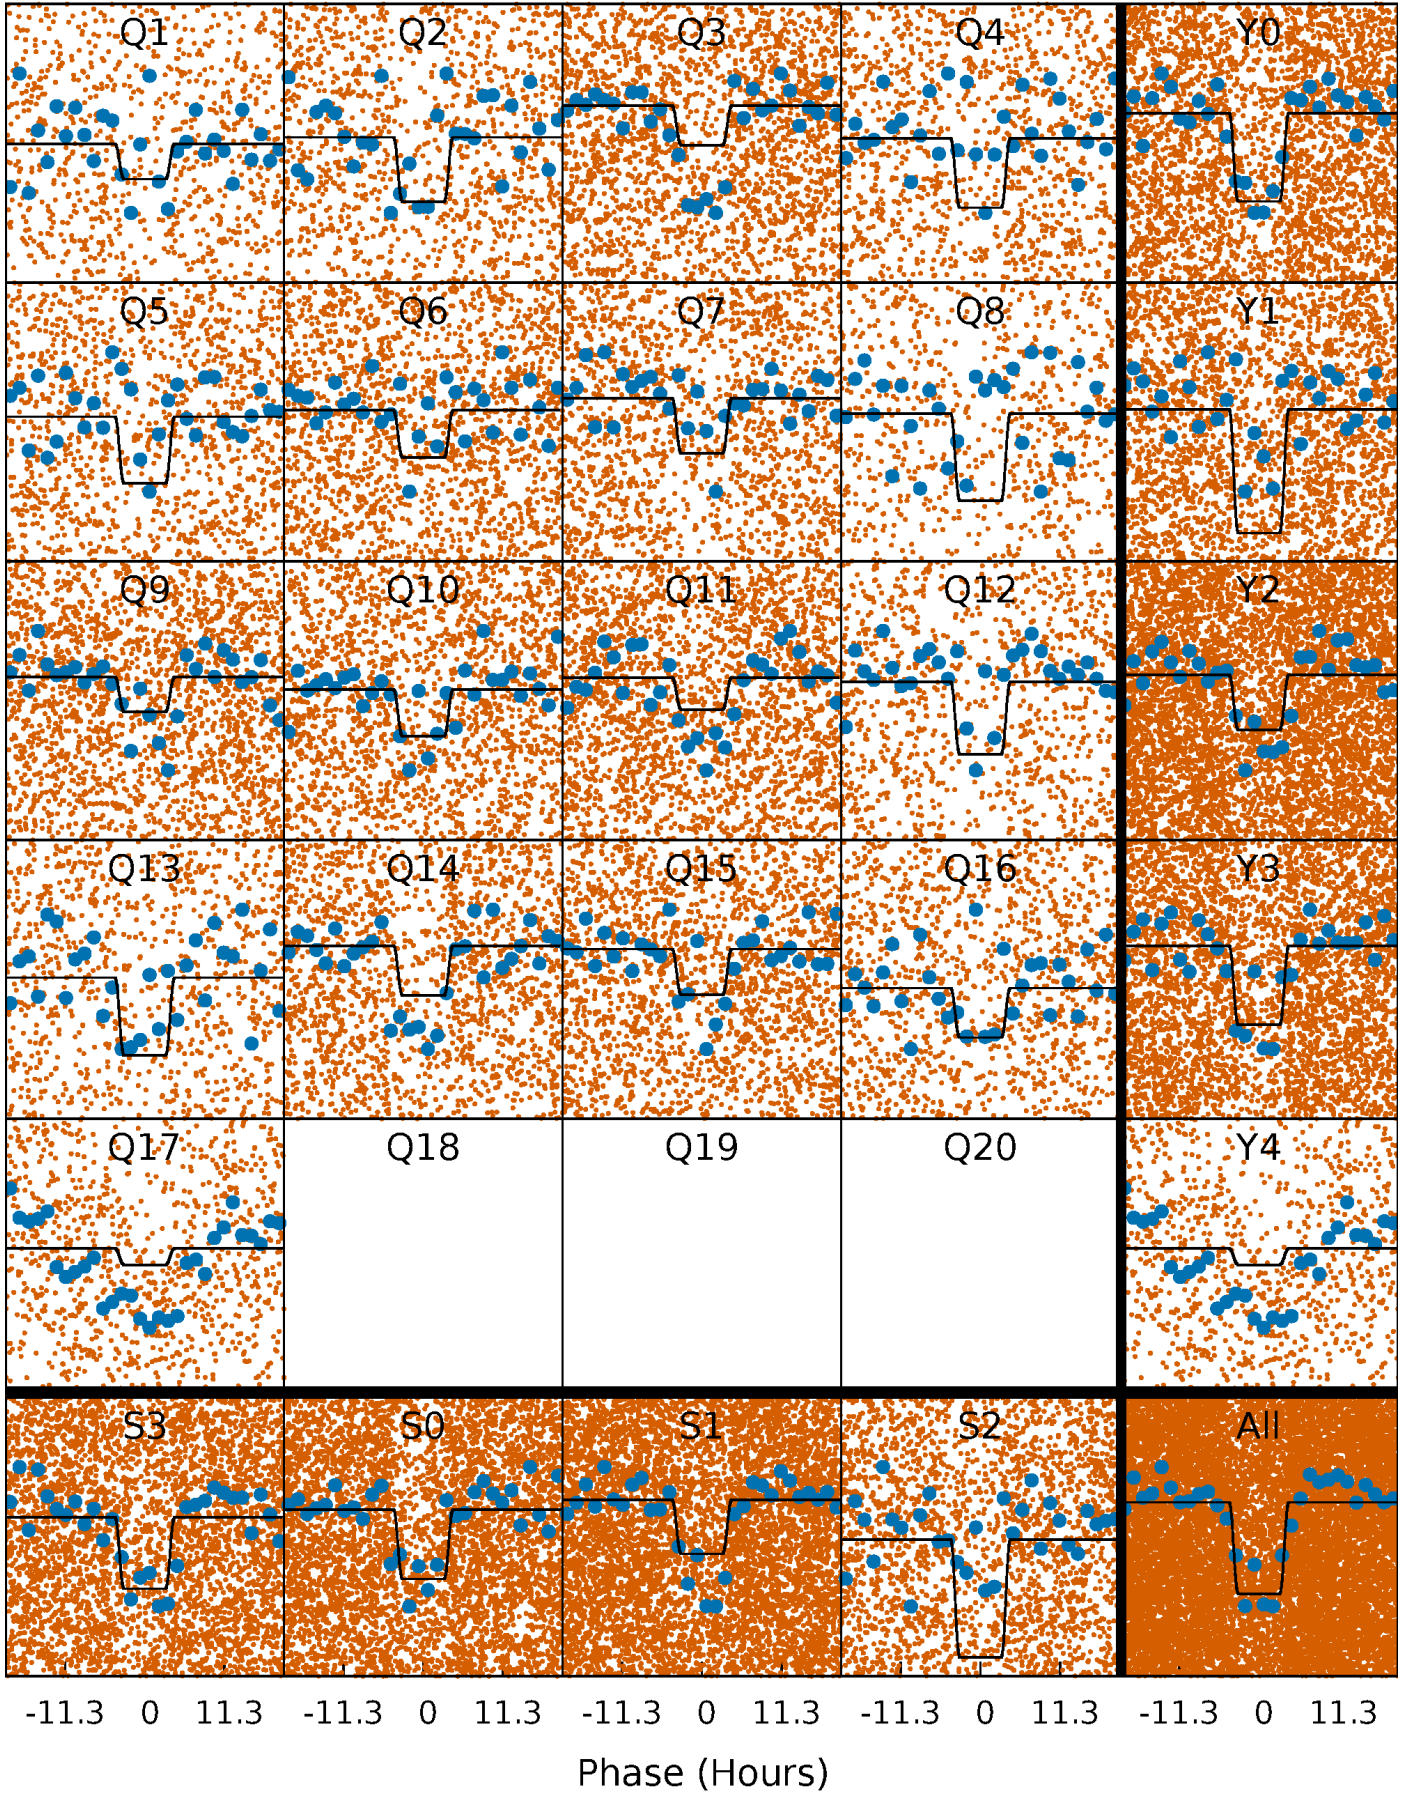 Q1 Q2 Q3 Q4 Y0
Q5 Q6 Q7 Q8 Y1
Q9 Q10 Q11 Q12 Y2
Q13 Q14 Q15 Q16 Y3
Q17 Q18 Q19 Q20 Y4
S3 S0 S1 S2 All
-11.3 0 11.3 -11.3 0 11.3 -11.3 0 11.3 -11.3 0 11.3 -11.3 0 11.3
Phase (Hours)